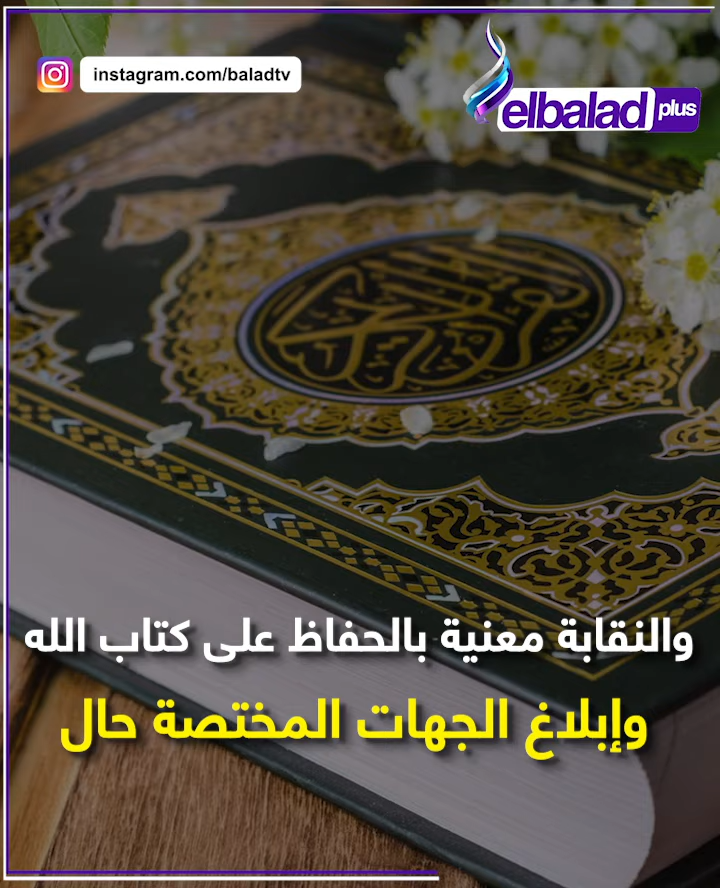 instagram.com/baladtv
elbalad plus
والنقابة معنية بالحفاظ على كتاب الله
وإبلاغ الجهات المختصة حال